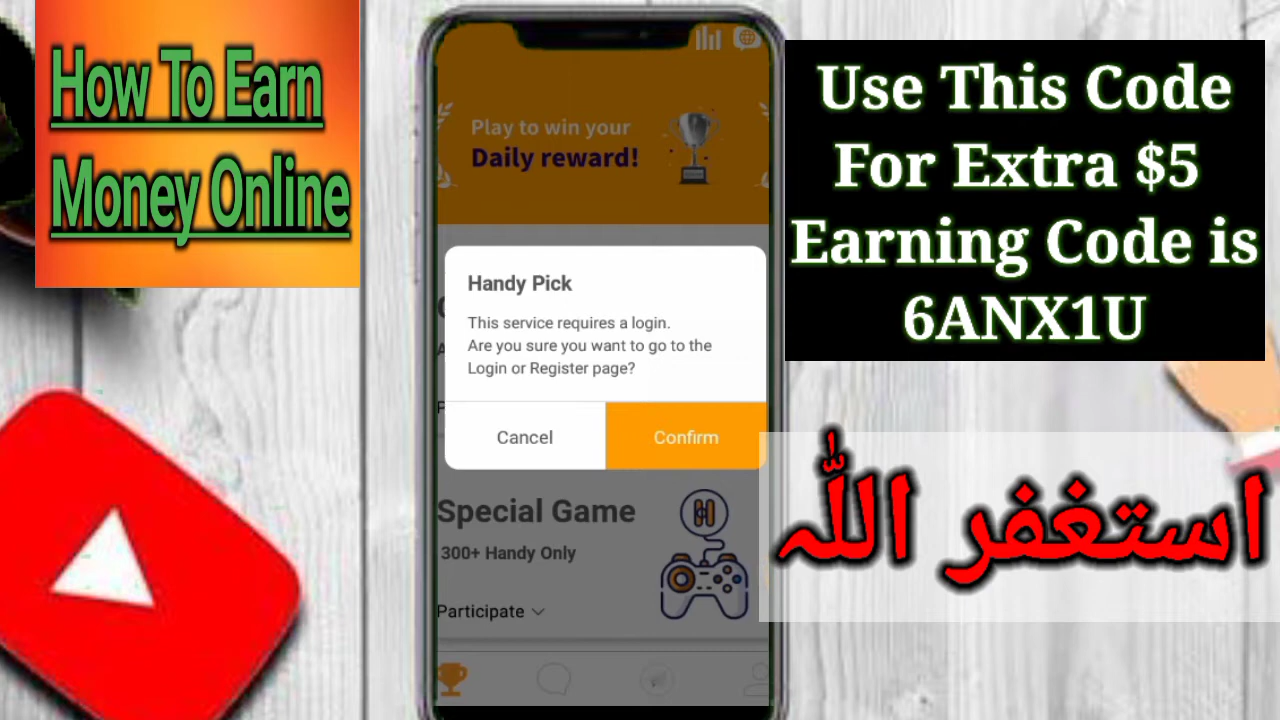 How To Earn
Money Online
Play to win your
Daily reward!
Handy Pick
This service requires a login.
Are you sure you want to go to the
Login or Register page?
Cancel
Confirm
Special Game
300+ Handy Only
Participate
Use This Code
For Extra $5
Earning Code is
6ANX1U
استغفر اللّٰہ